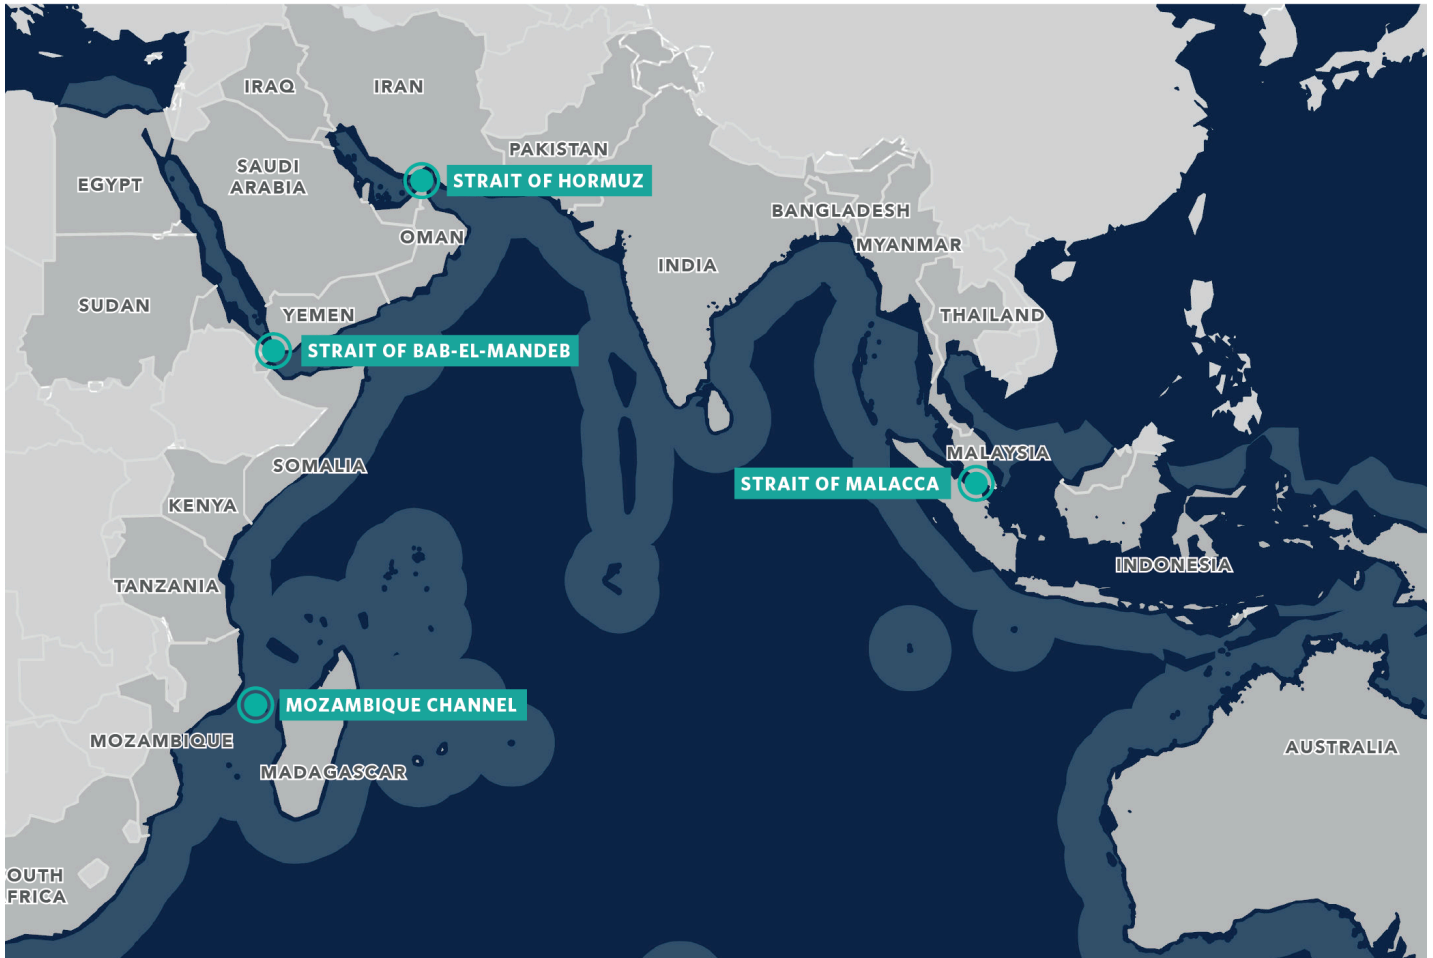 IRAQ
IRAN
PAKISTAN
SAUDI
ARABIA
EGYPT
STRAIT OF HORMUZ
BANGLADESH
OMAN
MYANMAR
INDIA
SUDAN
YEMEN
THAILAND
STRAIT OF BAB-EL-MANDEB
MALAYSIA
SOMALIA
STRAIT OF MALACCA
KENYA
INDONESIA
TANZANIA
MOZAMBIQUE CHANNEL
MOZAMBIQUE
AUSTRALIA
MADAGASCAR
OUTH
FRICA